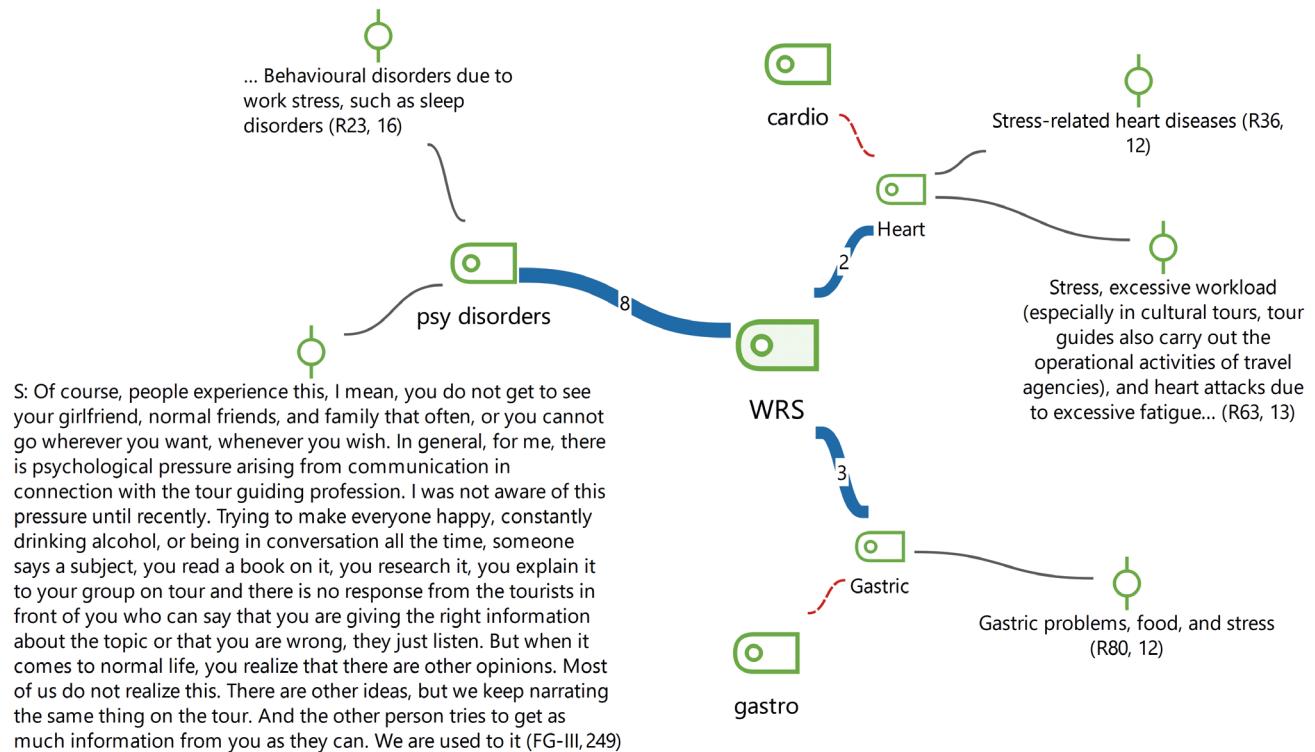 ... Behavioural disorders due to
work stress, such as sleep
disorders (R23, 16)
cardio
Stress-related heart diseases (R36,
12)
Heart
2
psy disorders
8
Stress, excessive workload
(especially in cultural tours, tour
guides also carry out the
operational activities of travel
agencies), and heart attacks due
to excessive fatigue... (R63, 13)
WRS
3
S: Of course, people experience this, I mean, you do not get to see
your girlfriend, normal friends, and family that often, or you cannot
go wherever you want, whenever you wish. In general, for me, there
is psychological pressure arising from communication in
connection with the tour guiding profession. I was not aware of this
pressure until recently. Trying to make everyone happy, constantly
drinking alcohol, or being in conversation all the time, someone
says a subject, you read a book on it, you research it, you explain it
to your group on tour and there is no response from the tourists in
front of you who can say that you are giving the right information
about the topic or that you are wrong, they just listen. But when it
comes to normal life, you realize that there are other opinions. Most
of us do not realize this. There are other ideas, but we keep narrating
the same thing on the tour. And the other person tries to get as
much information from you as they can. We are used to it (FG-III, 249)
Gastric
Gastric problems, food, and stress
(R80, 12)
gastro